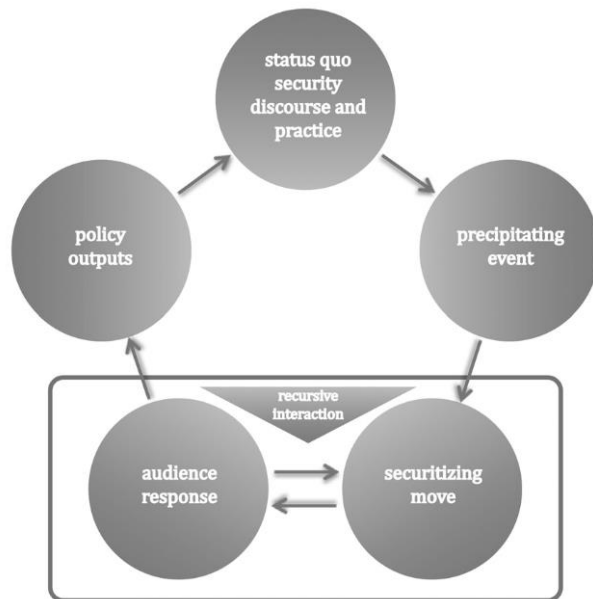 status quo
security
discourse and
practice
policy
outputs
precipitating
event
recursive
interaction
audience
response
securitizing
move